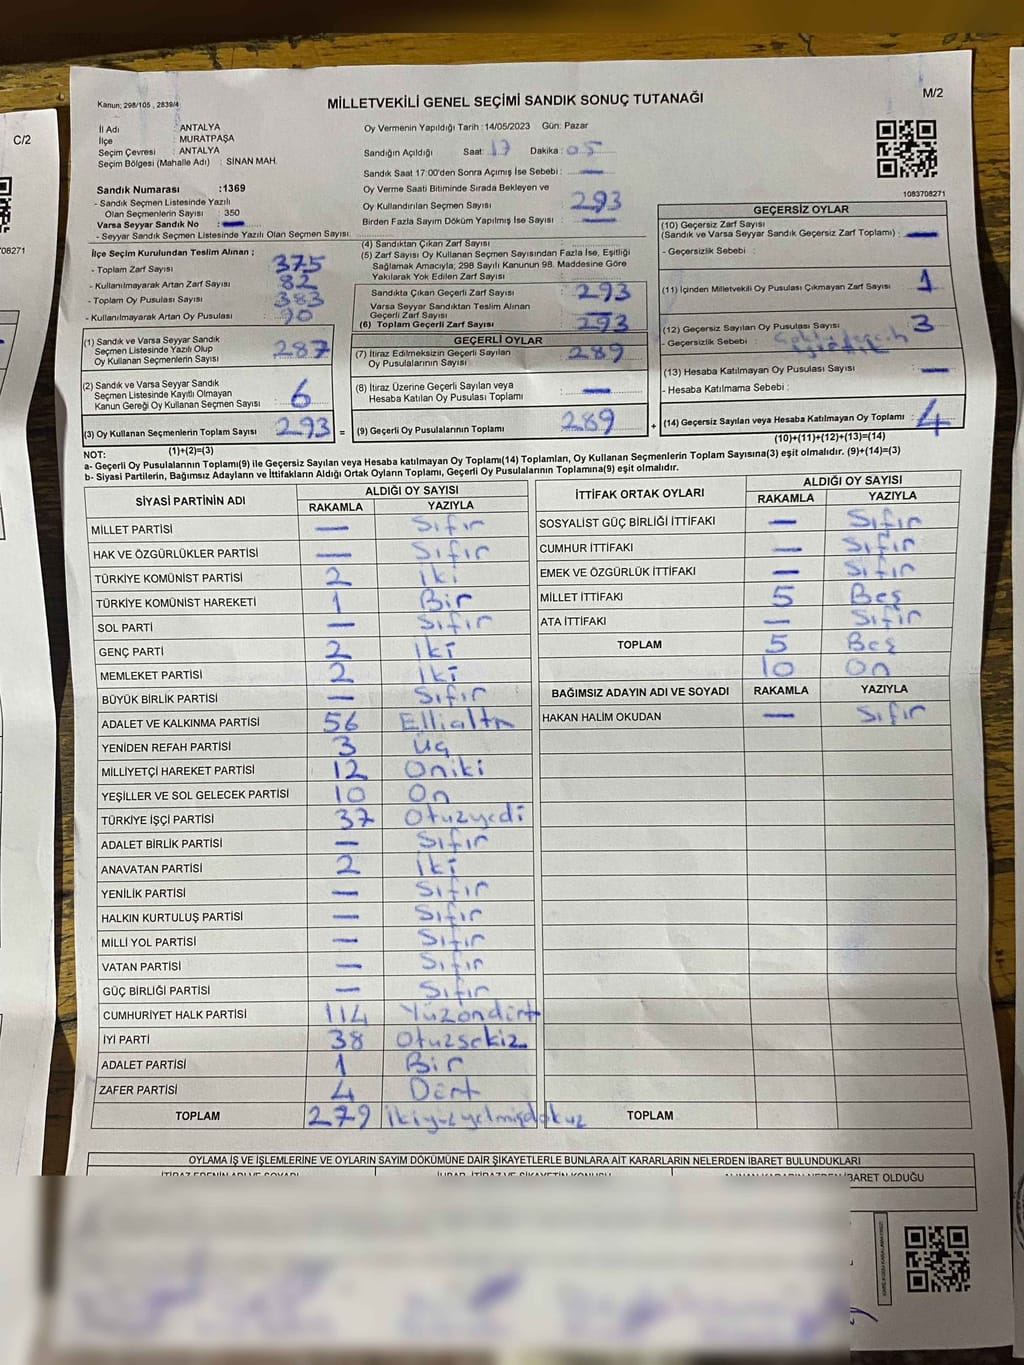 C/2
08271
Kanun; 298/105 , 2839/4
MİLLETVEKİLİ GENEL SEÇİMİ SANDIK SONUÇ TUTANAĞI
M/2
İl Adı : ANTALYA
İlçe : MURATPAŞA
Seçim Çevresi : ANTALYA
Seçim Bölgesi (Mahalle Adı) : SİNAN MAH.
Sandık Numarası :1369
- Sandık Seçmen Listesinde Yazılı
Olan Seçmenlerin Sayısı : 350
Varsa Seyyar Sandık No : —
- Seyyar Sandık Seçmen Listesinde Yazılı Olan Seçmen Sayısı:
Oy Vermenin Yapıldığı Tarih :14/05/2023 Gün: Pazar
Sandığın Açıldığı Saat: 17 Dakika : 05
Sandık Saat 17:00'den Sonra Açımış İse Sebebi : —
Oy Verme Saati Bitiminde Sırada Bekleyen ve
Oy Kullandırılan Seçmen Sayısı : 293
Birden Fazla Sayım Döküm Yapılmış İse Sayısı : —
1083708271
İlçe Seçim Kurulundan Teslim Alınan ;
- Toplam Zarf Sayısı : 375
- Kullanılmayarak Artan Zarf Sayısı : 82
- Toplam Oy Pusulası Sayısı : 383
- Kullanılmayarak Artan Oy Pusulası : 90
(4) Sandıktan Çıkan Zarf Sayısı :
(5) Zarf Sayısı Oy Kullanan Seçmen Sayısından Fazla İse, Eşitliği
Sağlamak Amacıyla, 298 Sayılı Kanunun 98. Maddesine Göre
Yakılarak Yok Edilen Zarf Sayısı :
Sandıkta Çıkan Geçerli Zarf Sayısı : 293
Varsa Seyyar Sandıktan Teslim Alınan
Geçerli Zarf Sayısı :
(6) Toplam Geçerli Zarf Sayısı : 293
GEÇERSİZ OYLAR
(10) Geçersiz Zarf Sayısı
(Sandık ve Varsa Seyyar Sandık Geçersiz Zarf Toplamı) : —
- Geçersizlik Sebebi :
(11) İçinden Milletvekili Oy Pusulası Çıkmayan Zarf Sayısı : 1
(12) Geçersiz Sayılan Oy Pusulası Sayısı : 3
- Geçersizlik Sebebi :
(13) Hesaba Katılmayan Oy Pusulası Sayısı : —
- Hesaba Katılmama Sebebi :
(14) Geçersiz Sayılan veya Hesaba Katılmayan Oy Toplamı : 4
(10)+(11)+(12)+(13)=(14)
(1) Sandık ve Varsa Seyyar Sandık
Seçmen Listesinde Yazılı Olup
Oy Kullanan Seçmenlerin Sayısı : 287
(2) Sandık ve Varsa Seyyar Sandık
Seçmen Listesinde Kayıtlı Olmayan
Kanun Gereği Oy Kullanan Seçmen Sayısı : 6
(3) Oy Kullanan Seçmenlerin Toplam Sayısı : 293 =
(1)+(2)=(3)
GEÇERLİ OYLAR
(7) İtiraz Edilmeksizin Geçerli Sayılan
Oy Pusulalarının Sayısı : 289
(8) İtiraz Üzerine Geçerli Sayılan veya
Hesaba Katılan Oy Pusulası Toplamı : —
(9) Geçerli Oy Pusulalarının Toplamı : 289 +
NOT:
a- Geçerli Oy Pusulalarının Toplamı(9) ile Geçersiz Sayılan veya Hesaba katılmayan Oy Toplamı(14) Toplamları, Oy Kullanan Seçmenlerin Toplam Sayısına(3) eşit olmalıdır. (9)+(14)=(3)
b- Siyasi Partilerin, Bağımsız Adayların ve İttifakların Aldığı Ortak Oyların Toplamı, Geçerli Oy Pusulalarının Toplamına(9) eşit olmalıdır.
SİYASİ PARTİNİN ADI ALDIĞI OY SAYISI
RAKAMLA YAZIYLA
MİLLET PARTİSİ — Sıfır
HAK VE ÖZGÜRLÜKLER PARTİSİ — Sıfır
TÜRKİYE KOMÜNİST PARTİSİ 2 İki
TÜRKİYE KOMÜNİST HAREKETİ 1 Bir
SOL PARTİ — Sıfır
GENÇ PARTİ 2 İki
MEMLEKET PARTİSİ 2 İki
BÜYÜK BİRLİK PARTİSİ — Sıfır
ADALET VE KALKINMA PARTİSİ 56 Ellialtı
YENİDEN REFAH PARTİSİ 3 Üç
MİLLİYETÇİ HAREKET PARTİSİ 12 Oniki
YEŞİLLER VE SOL GELECEK PARTİSİ 10 On
TÜRKİYE İŞÇİ PARTİSİ 37 Otuzyedi
ADALET BİRLİK PARTİSİ — Sıfır
ANAVATAN PARTİSİ 2 İki
YENİLİK PARTİSİ — Sıfır
HALKIN KURTULUŞ PARTİSİ — Sıfır
MİLLİ YOL PARTİSİ — Sıfır
VATAN PARTİSİ — Sıfır
GÜÇ BİRLİĞİ PARTİSİ — Sıfır
CUMHURİYET HALK PARTİSİ 114 Yüzondört
İYİ PARTİ 38 Otuzsekiz
ADALET PARTİSİ 1 Bir
ZAFER PARTİSİ 4 Dört
TOPLAM 279 ikiyüzyetmişdokuz
İTTİFAK ORTAK OYLARI ALDIĞI OY SAYISI
RAKAMLA YAZIYLA
SOSYALİST GÜÇ BİRLİĞİ İTTİFAKI — Sıfır
CUMHUR İTTİFAKI — Sıfır
EMEK VE ÖZGÜRLÜK İTTİFAKI — Sıfır
MİLLET İTTİFAKI 5 Beş
ATA İTTİFAKI — Sıfır
TOPLAM 5 Beş
10 On
BAĞIMSIZ ADAYIN ADI VE SOYADI RAKAMLA YAZIYLA
HAKAN HALİM OKUDAN — Sıfır
TOPLAM
OYLAMA İŞ VE İŞLEMLERİNE VE OYLARIN SAYIM DÖKÜMÜNE DAİR ŞİKAYETLERLE BUNLARA AİT KARARLARIN NELERDEN İBARET BULUNDUKLARI
İTİRAZ EDENİN ADI VE SOYADI
İBARET OLDUĞU